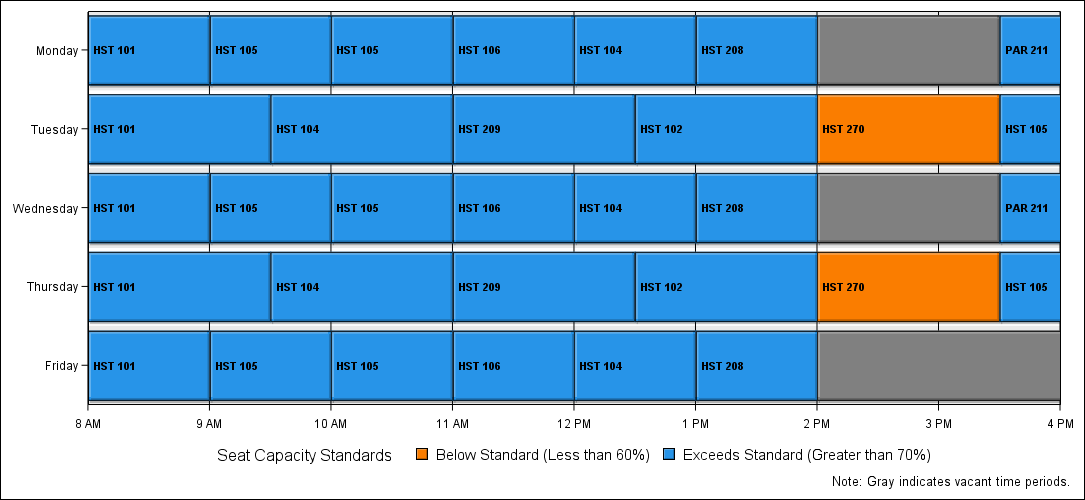 Monday HST 101 HST 105 HST 105 HST 106 HST 104 HST 208 PAR 211
Tuesday HST 101 HST 104 HST 209 HST 102 HST 270 HST 105
Wednesday HST 101 HST 105 HST 105 HST 106 HST 104 HST 208 PAR 211
Thursday HST 101 HST 104 HST 209 HST 102 HST 270 HST 105
Friday HST 101 HST 105 HST 105 HST 106 HST 104 HST 208
8 AM 9 AM 10 AM 11 AM 12 PM 1 PM 2 PM 3 PM 4 PM
Seat Capacity Standards Below Standard (Less than 60%) Exceeds Standard (Greater than 70%)
Note: Gray indicates vacant time periods.